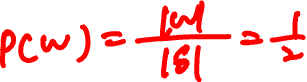 P(W) = |W| / |S| = 1/2